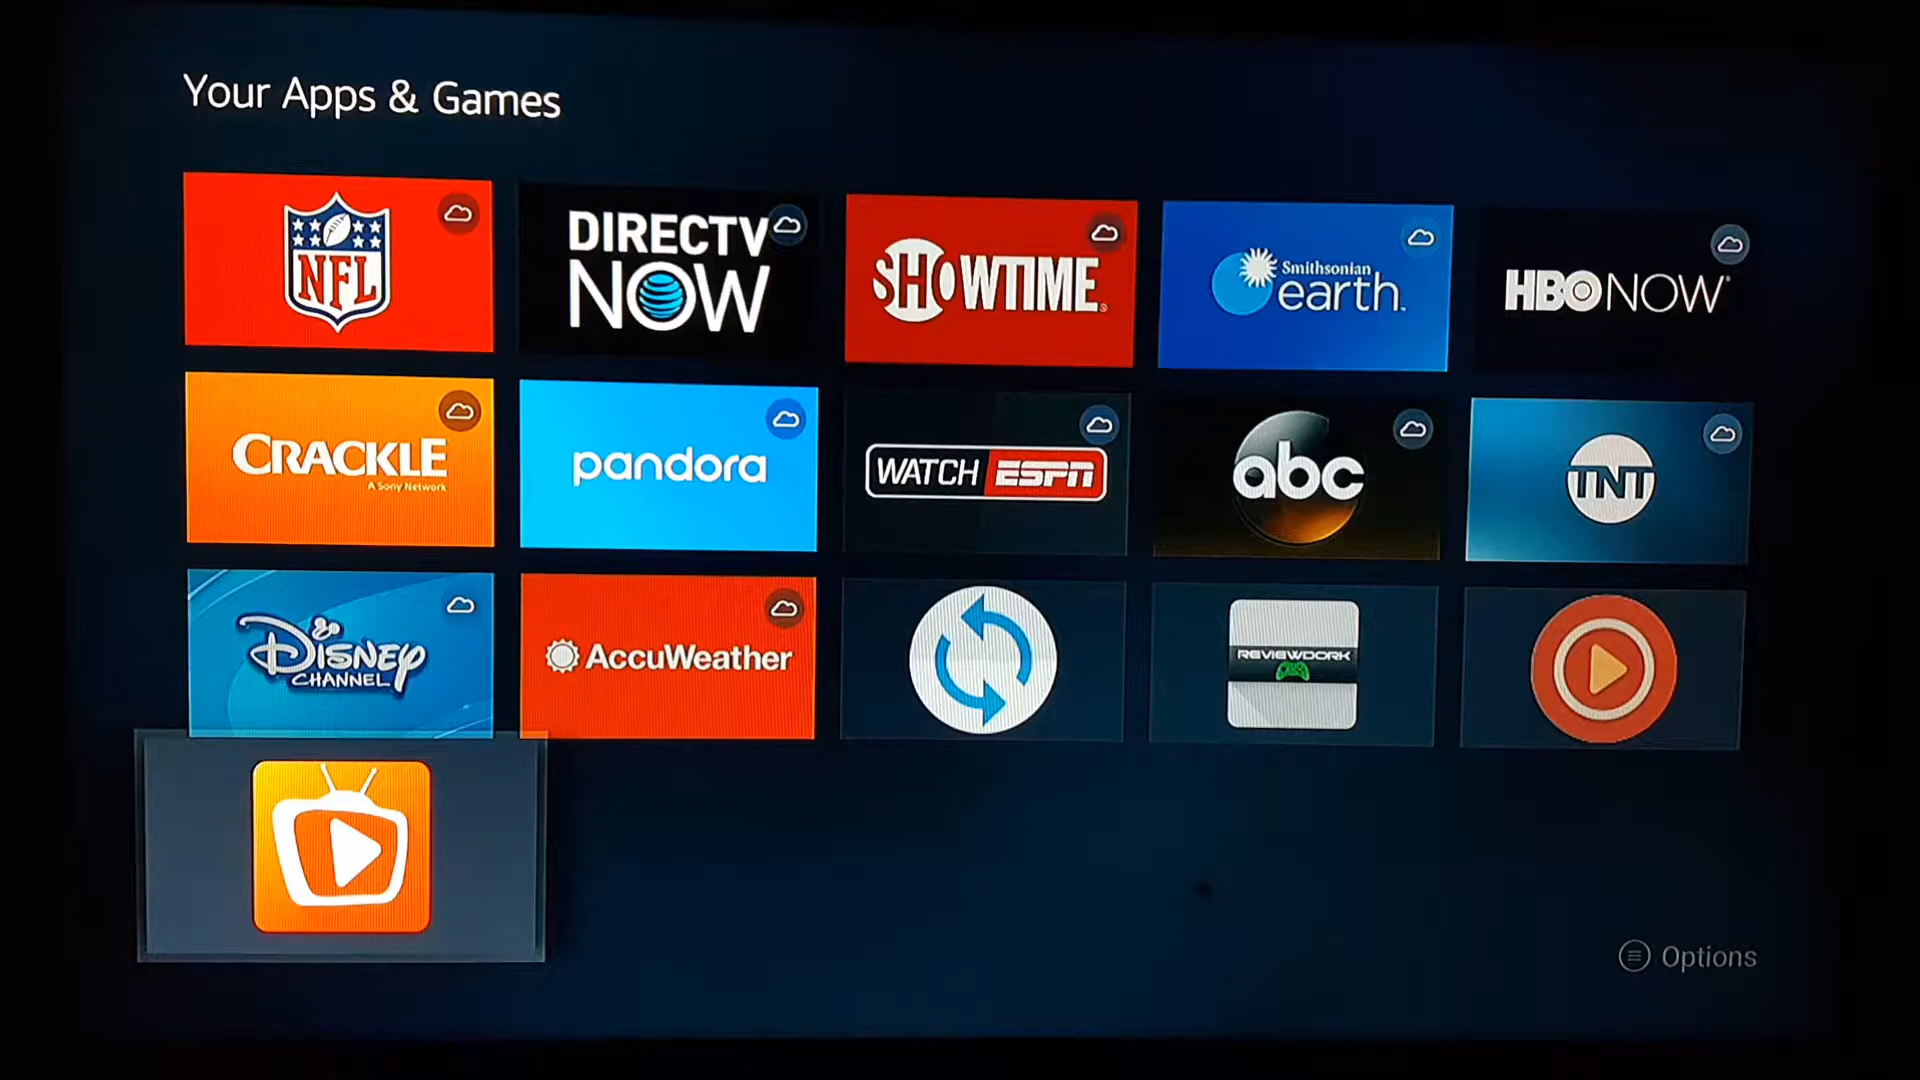 Your Apps & Games
NFL
DIRECTV
NOW
SHOWTIME
Smithsonian
earth
HBO NOW
CRACKLE
A Sony Network
pandora
WATCH ESPN
abc
TNT
Disney
CHANNEL
AccuWeather
REVIEWDORK
Options